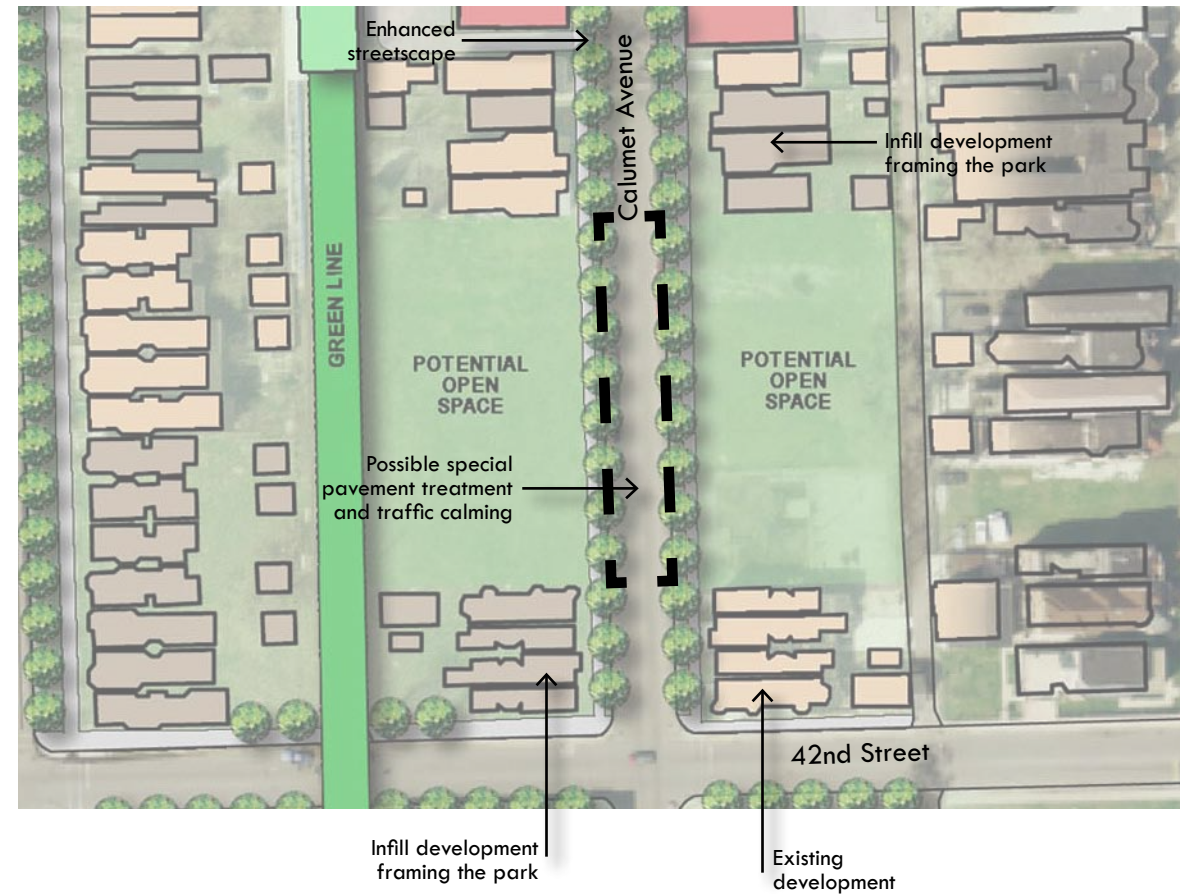 Enhanced
streetscape
Calumet Avenue
Infill development
framing the park
GREEN LINE
POTENTIAL
OPEN
SPACE
POTENTIAL
OPEN
SPACE
Possible special
pavement treatment
and traffic calming
42nd Street
Infill development
framing the park
Existing
development